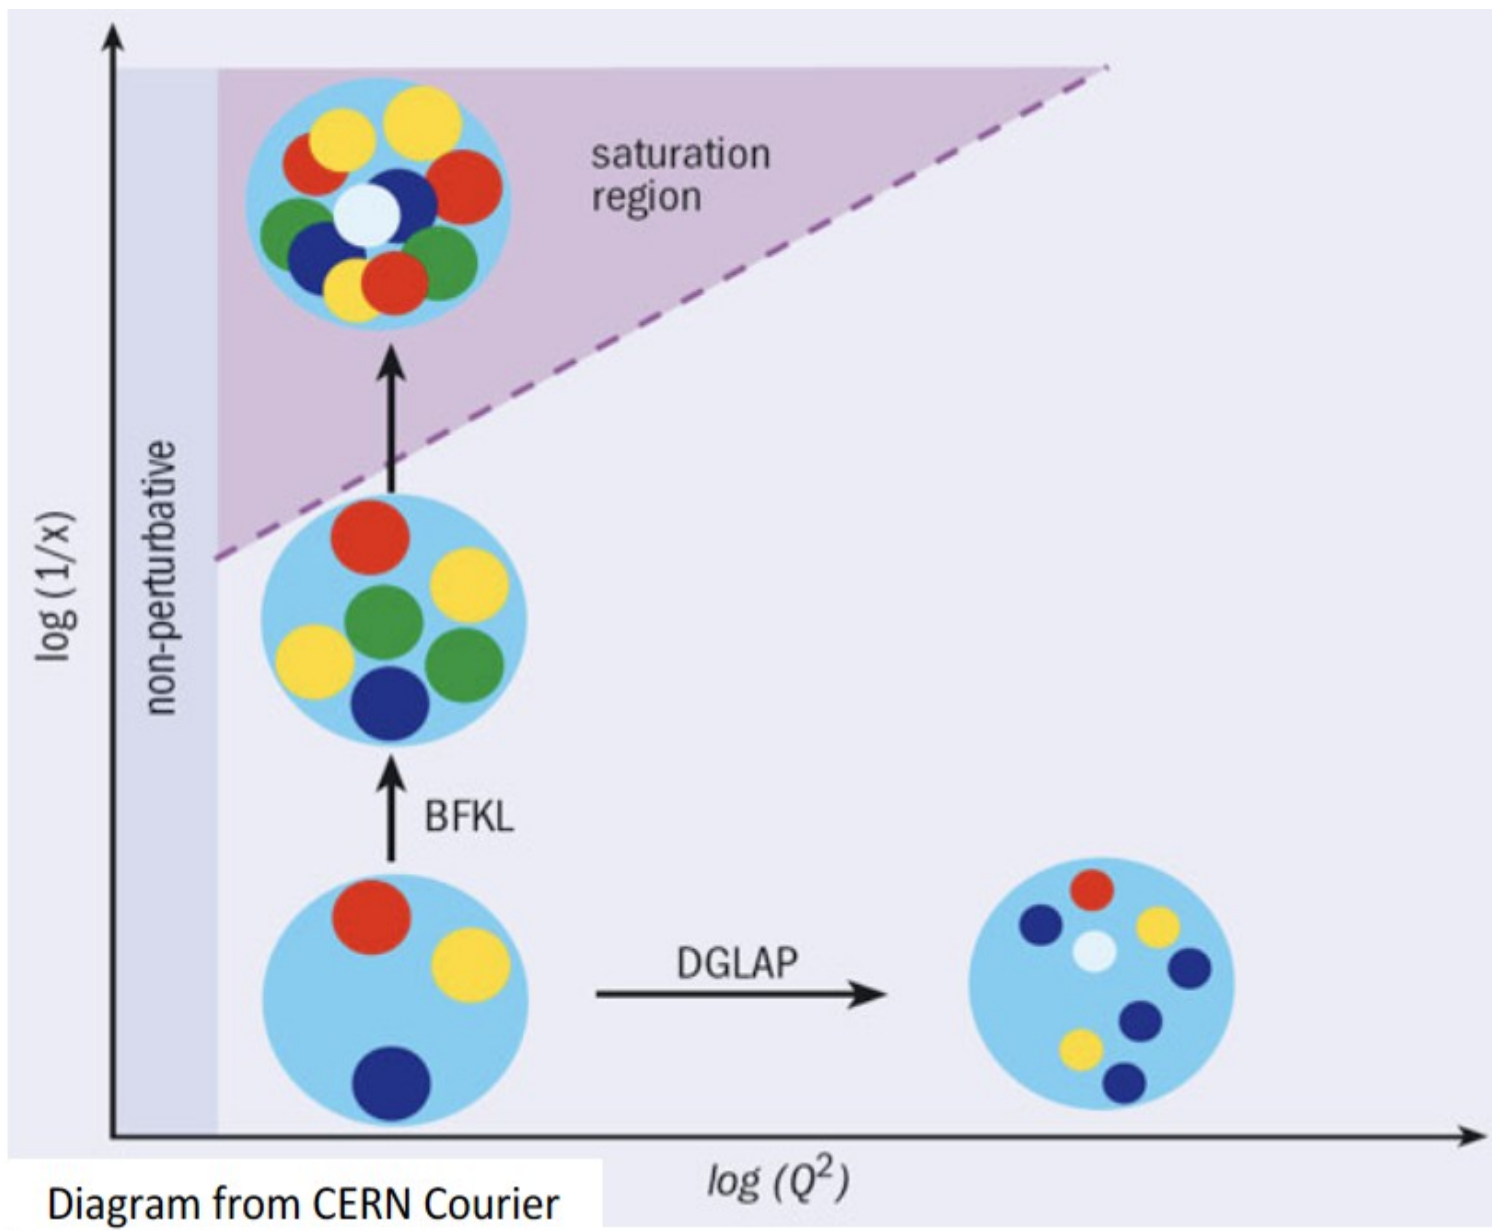 saturation
region
non-perturbative
log (1/x)
BFKL
DGLAP
log (Q²)
Diagram from CERN Courier